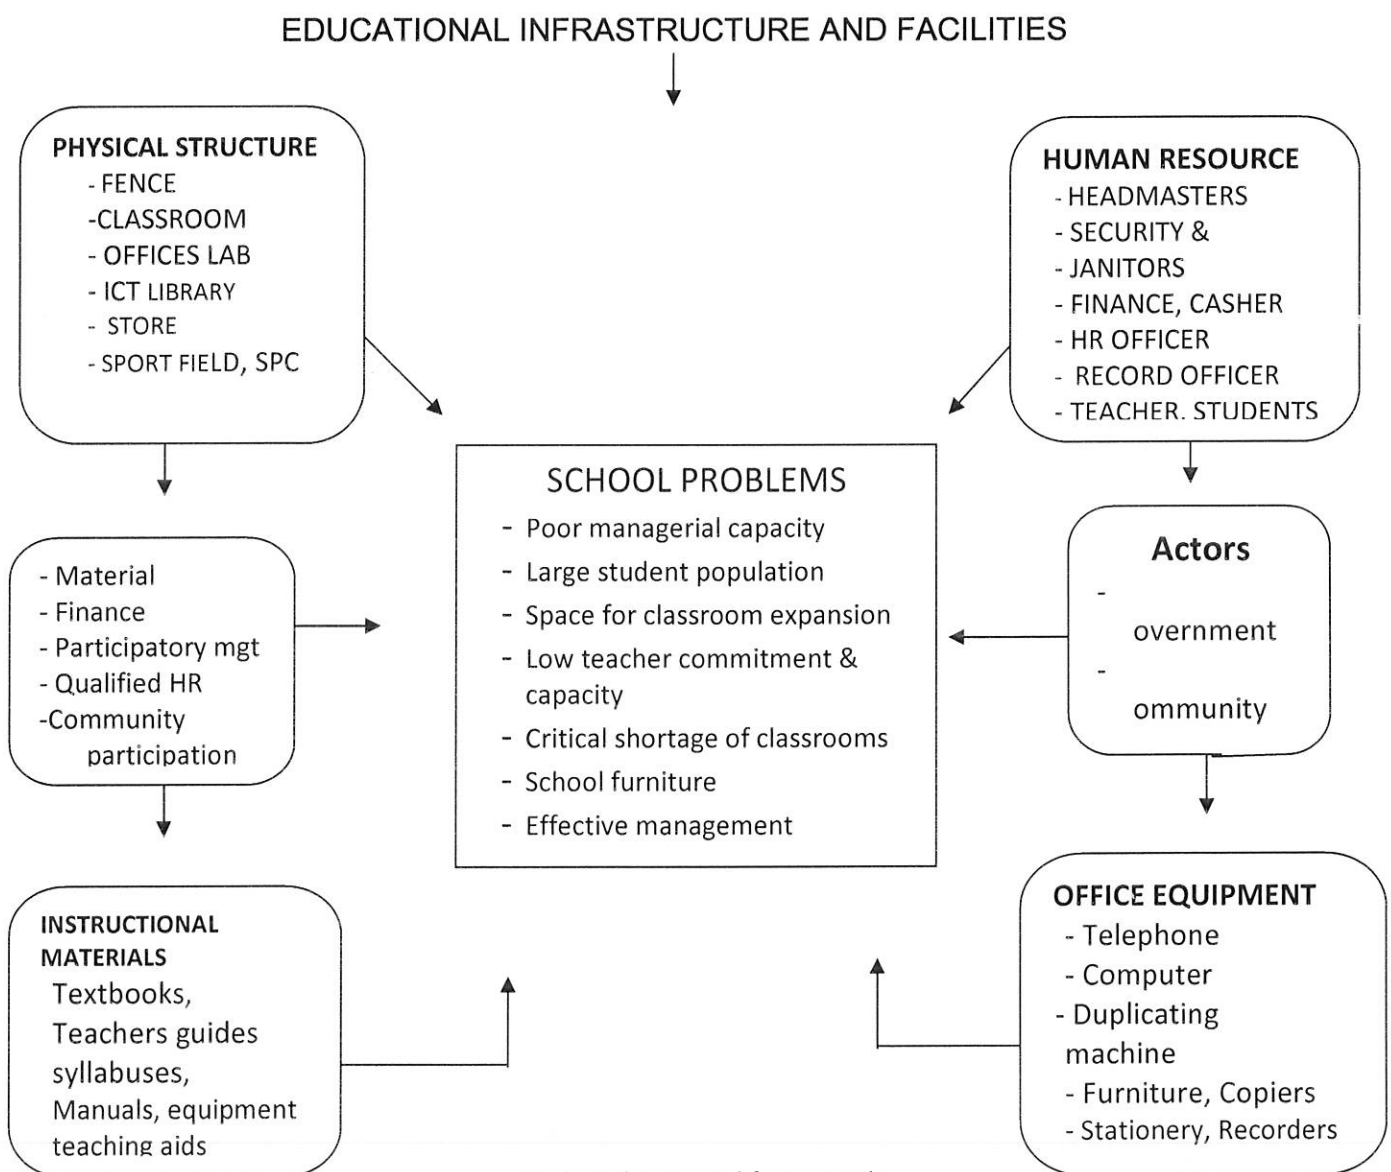 EDUCATIONAL INFRASTRUCTURE AND FACILITIES
PHYSICAL STRUCTURE
- FENCE
-CLASSROOM
- OFFICES LAB
- ICT LIBRARY
- STORE
- SPORT FIELD, SPC
HUMAN RESOURCE
- HEADMASTERS
- SECURITY &
- JANITORS
- FINANCE, CASHER
- HR OFFICER
- RECORD OFFICER
- TEACHER. STUDENTS
SCHOOL PROBLEMS
- Poor managerial capacity
- Large student population
- Space for classroom expansion
- Low teacher commitment &
capacity
- Critical shortage of classrooms
- School furniture
- Effective management
- Material
- Finance
- Participatory mgt
- Qualified HR
-Community
participation
Actors
-
overnment
-
ommunity
INSTRUCTIONAL
MATERIALS
Textbooks,
Teachers guides
syllabuses,
Manuals, equipment
teaching aids
OFFICE EQUIPMENT
- Telephone
- Computer
- Duplicating
machine
- Furniture, Copiers
- Stationery, Recorders